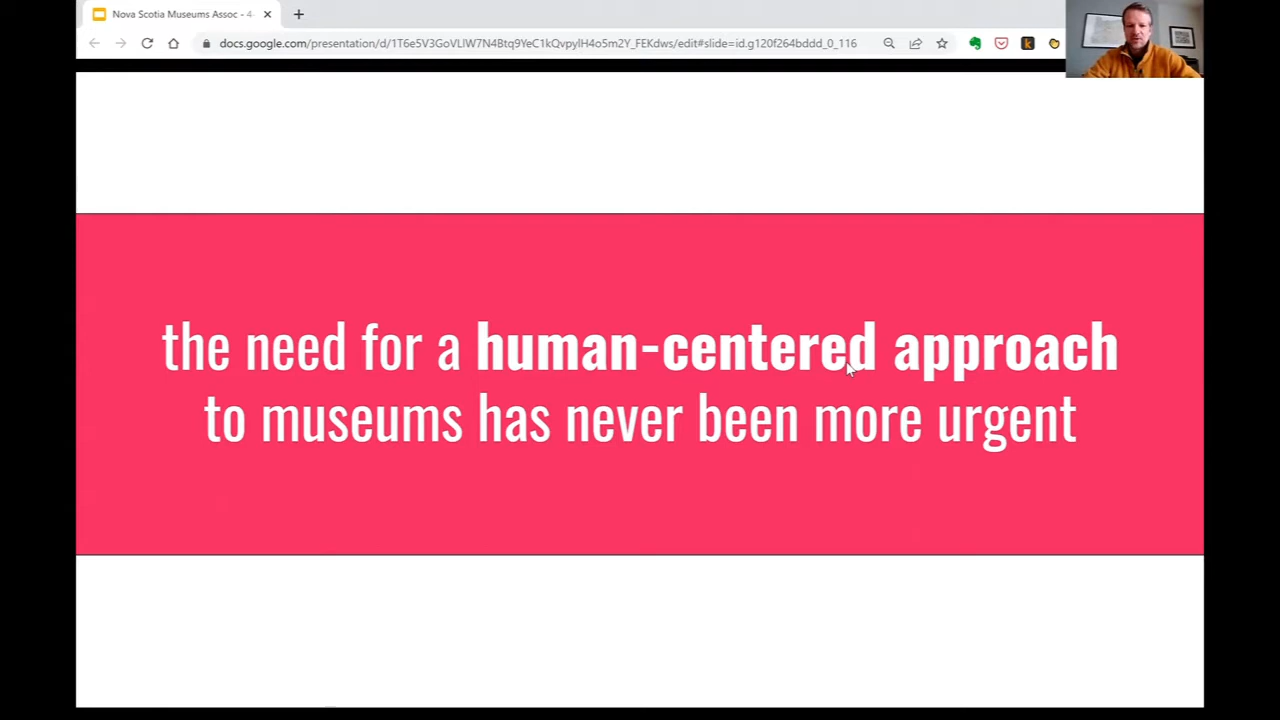 Nova Scotia Museums Assoc - 4-
docs.google.com/presentation/d/1T6e5V3GoVLlW7N4Btq9YeC1kQvpylH4o5m2Y_FEKdws/edit#slide=id.g120f264bddd_0_116
the need for a human-centered approach
to museums has never been more urgent